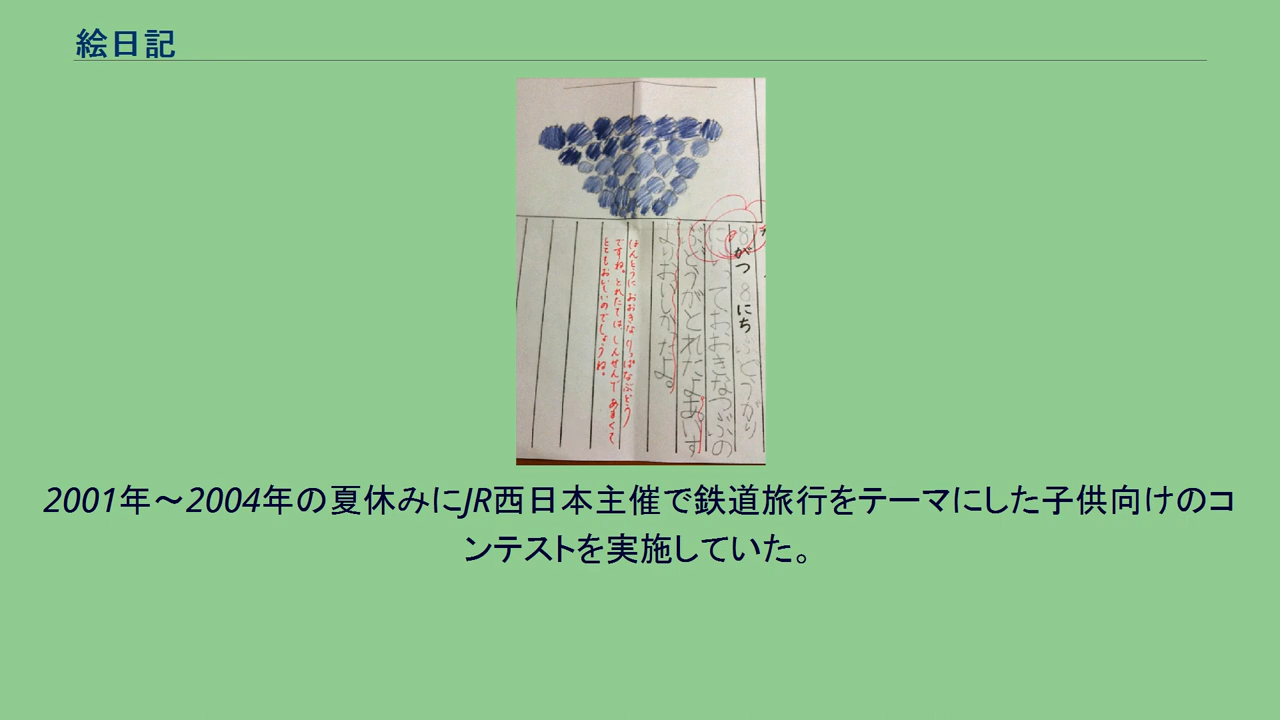 絵日記
8がつ8にちぶどうがり
にいっておおきなつぶの
ぶどうがとれたよ。まいす
よりおいしかったよ。
ほんとうに おおきな りっぱなぶどう
ですね。とれたては、しんせんで あまくて
とてもおいしいのでしょうね。
2001年～2004年の夏休みにJR西日本主催で鉄道旅行をテーマにした子供向けのコ
ンテストを実施していた。